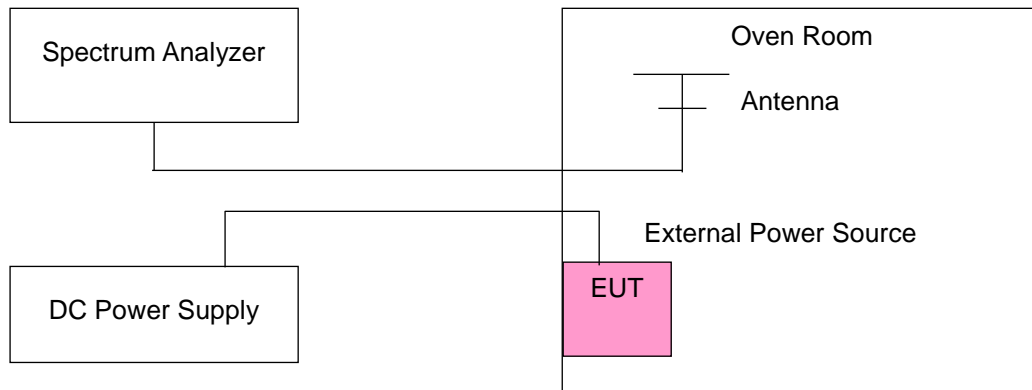 Spectrum Analyzer
Oven Room
Antenna
External Power Source
EUT
DC Power Supply